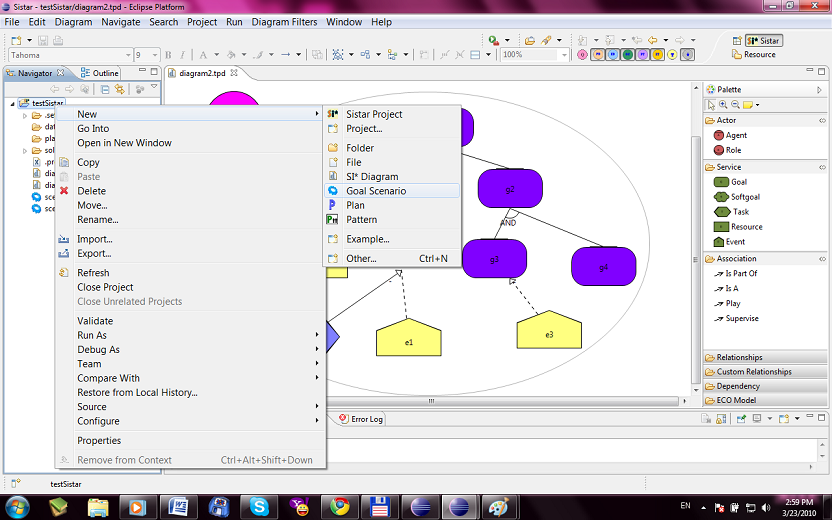 Sistar - testSistar/diagram2.tpd - Eclipse Platform
File Edit Diagram Navigate Search Project Run Diagram Filters Window Help
Tahoma 9 B I A 100% Sistar
Resource
Navigator Outline
diagram2.tpd
testSistar
.se
dat
pla
sol
.pr
dia
dia
sce
sce
New
Go Into
Open in New Window
Copy
Paste
Delete
Move...
Rename...
Import...
Export...
Refresh
Close Project
Close Unrelated Projects
Validate
Run As
Debug As
Team
Compare With
Restore from Local History...
Source
Configure
Properties
Remove from Context Ctrl+Alt+Shift+Down
Sistar Project
Project...
Folder
File
SI* Diagram
Goal Scenario
Plan
Pattern
Example...
Other... Ctrl+N
g2
AND
g3
g4
e1
e3
Palette
Actor
Agent
Role
Service
Goal
Softgoal
Task
Resource
Event
Association
Is Part Of
Is A
Play
Supervise
Relationships
Custom Relationships
Dependency
ECO Model
Error Log
testSistar
EN
2:59 PM
3/23/2010